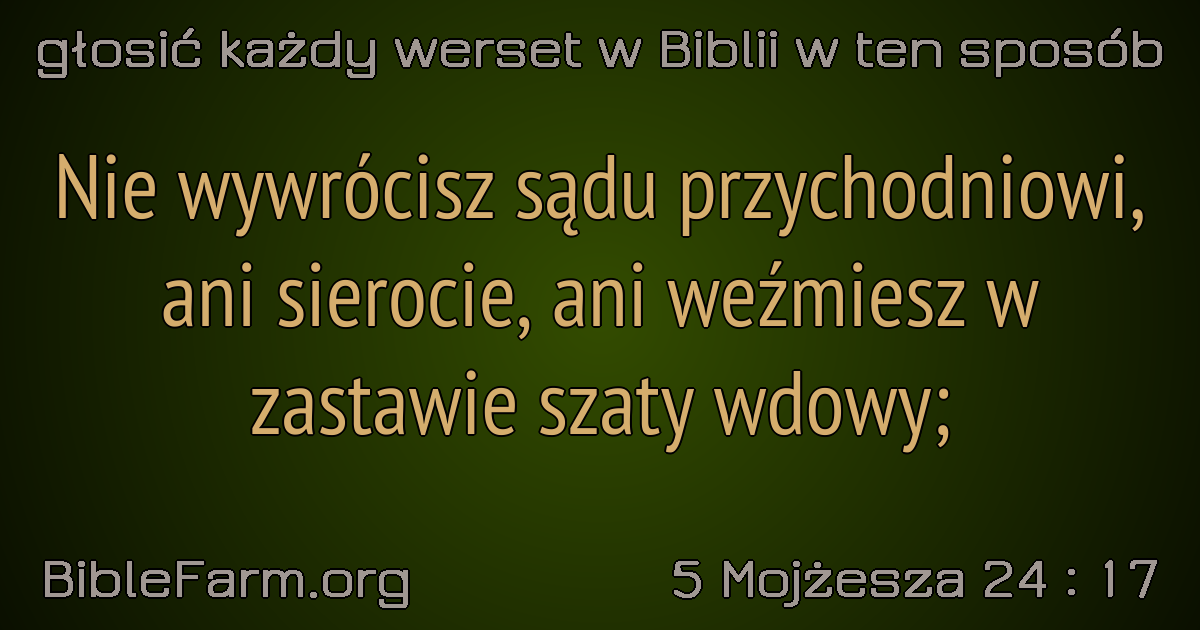 głosić każdy werset w Biblii w ten sposób
Nie wywrócisz sądu przychodniowi,
ani sierocie, ani weźmiesz w
zastawie szaty wdowy;
BibleFarm.org
5 Mojżesza 24 : 17